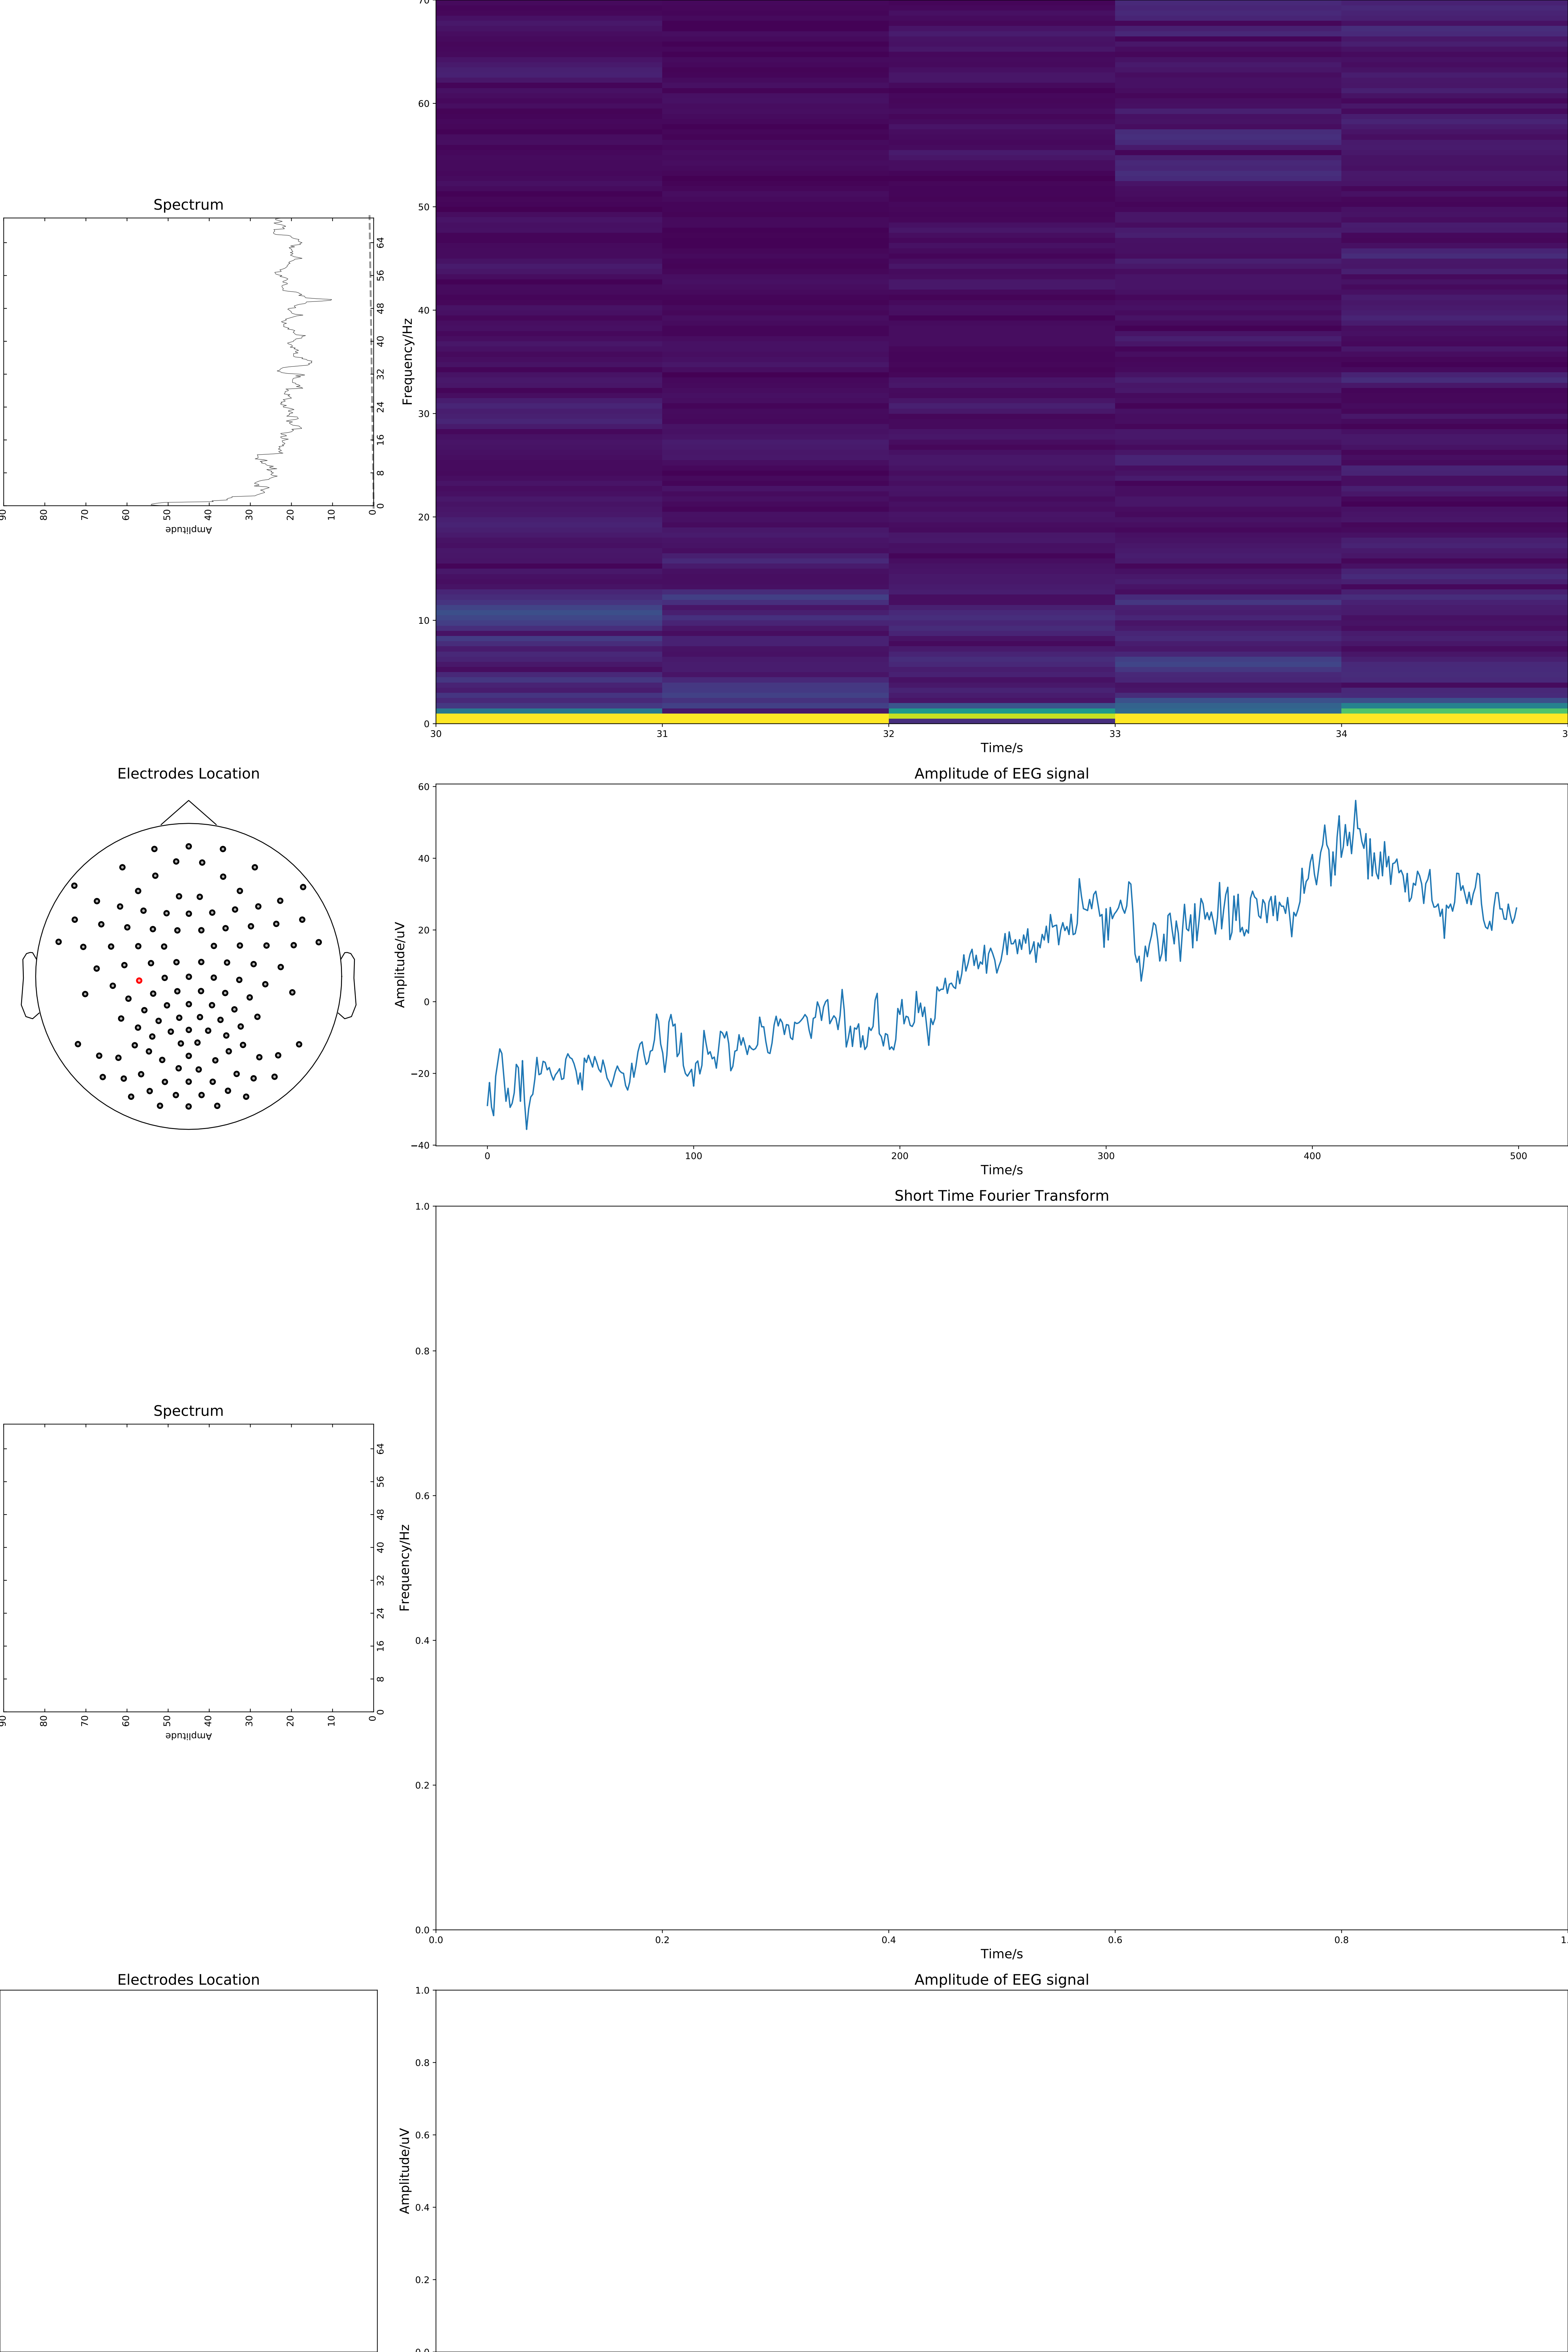 70
60
50
40
30
20
10
0
Frequency/Hz
30 31 32 33 34
Time/s
Spectrum
64
56
48
40
32
24
16
8
0
90 80 70 60 50 40 30 20 10 0
Amplitude
Electrodes Location
Amplitude of EEG signal
60
40
20
0
−20
−40
Amplitude/uV
0 100 200 300 400 500
Time/s
Short Time Fourier Transform
1.0
0.8
0.6
0.4
0.2
0.0
Frequency/Hz
0.0 0.2 0.4 0.6 0.8
Time/s
Spectrum
64
56
48
40
32
24
16
8
0
90 80 70 60 50 40 30 20 10 0
Amplitude
Electrodes Location
Amplitude of EEG signal
1.0
0.8
0.6
0.4
0.2
0.0
Amplitude/uV